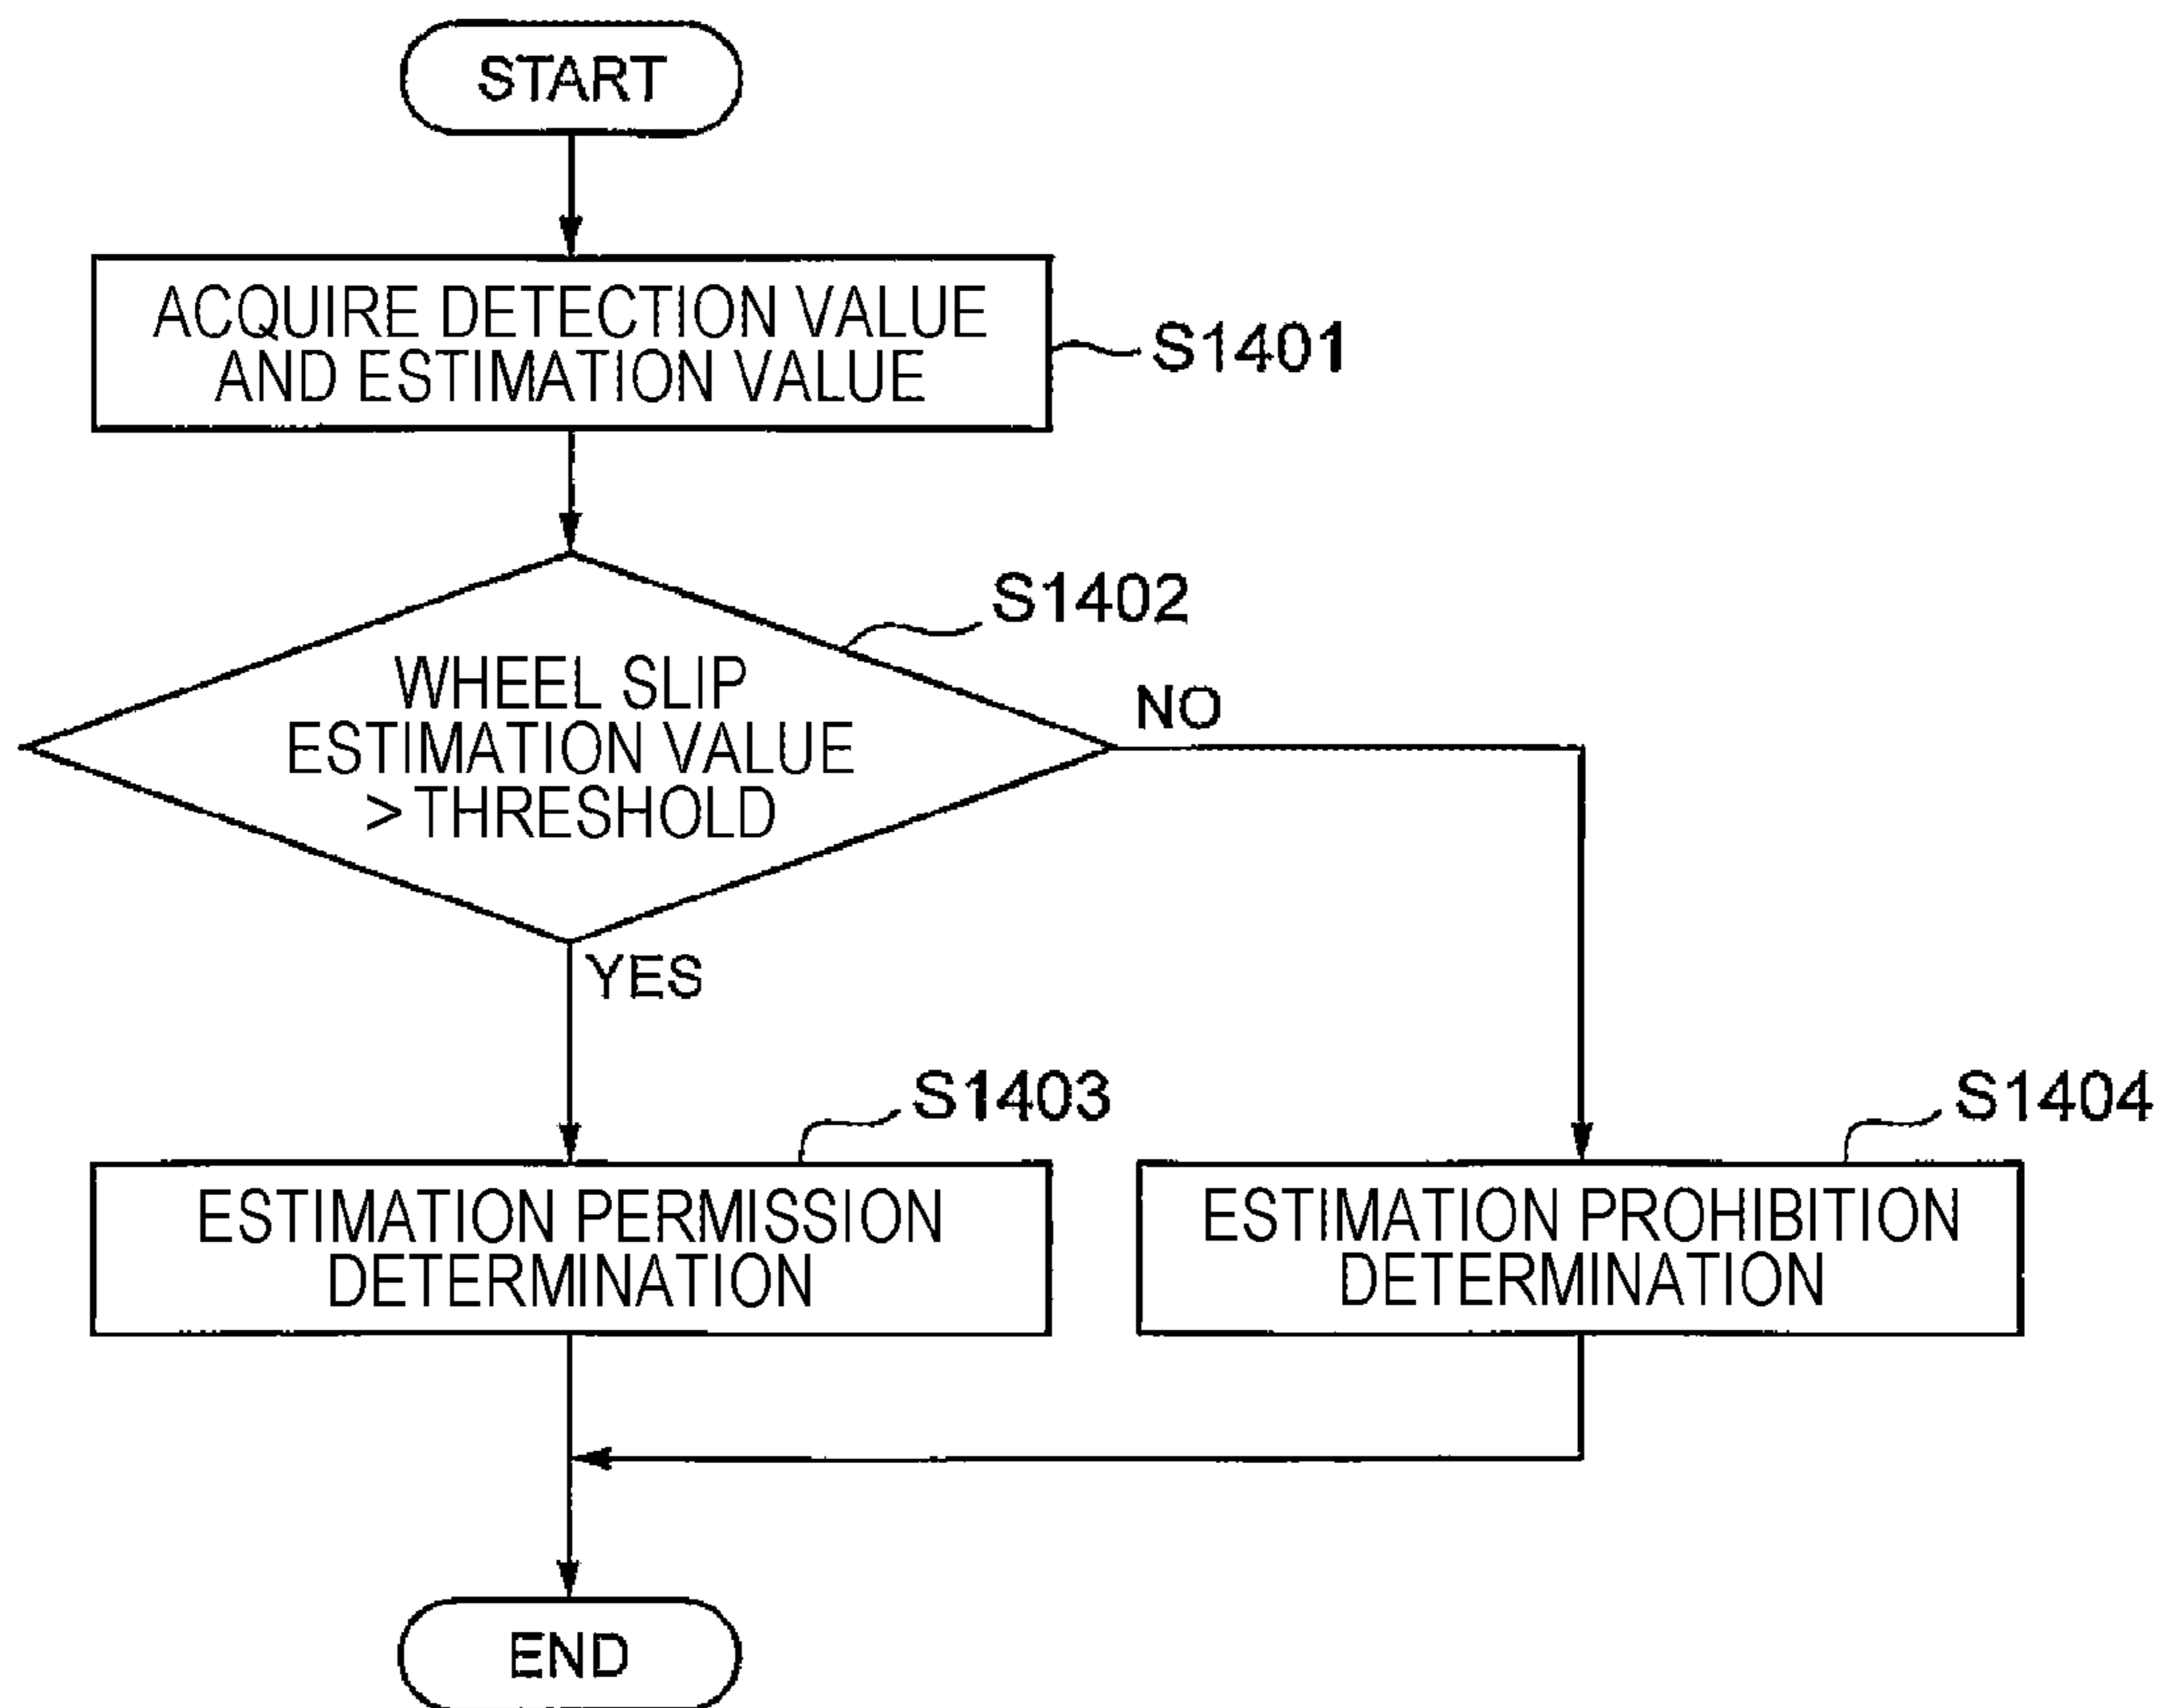 START
ACQUIRE DETECTION VALUE
AND ESTIMATION VALUE
S1401
S1402
WHEEL SLIP
ESTIMATION VALUE
> THRESHOLD
NO
YES
S1403
S1404
ESTIMATION PERMISSION
DETERMINATION
ESTIMATION PROHIBITION
DETERMINATION
END